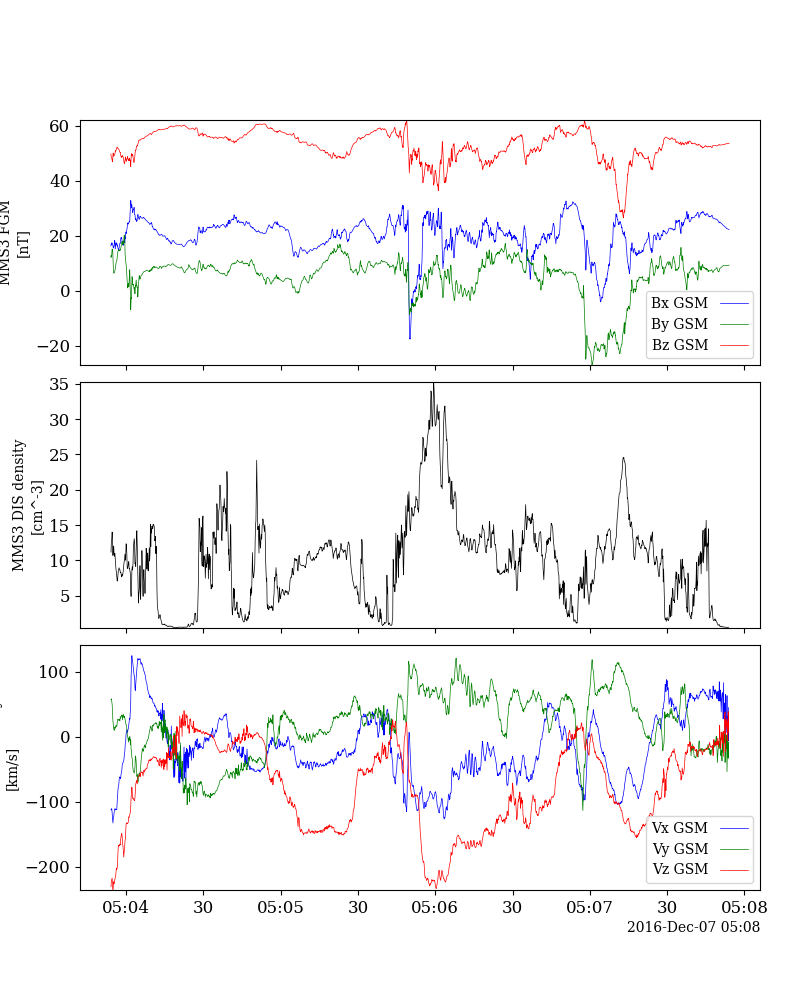 60
40
20
0
−20
MMS3 FGM
[nT]
Bx GSM
By GSM
Bz GSM
35
30
25
20
15
10
5
MMS3 DIS density
[cm^-3]
100
0
−100
−200
[km/s]
Vx GSM
Vy GSM
Vz GSM
05:04 30 05:05 30 05:06 30 05:07 30 05:08
2016-Dec-07 05:08